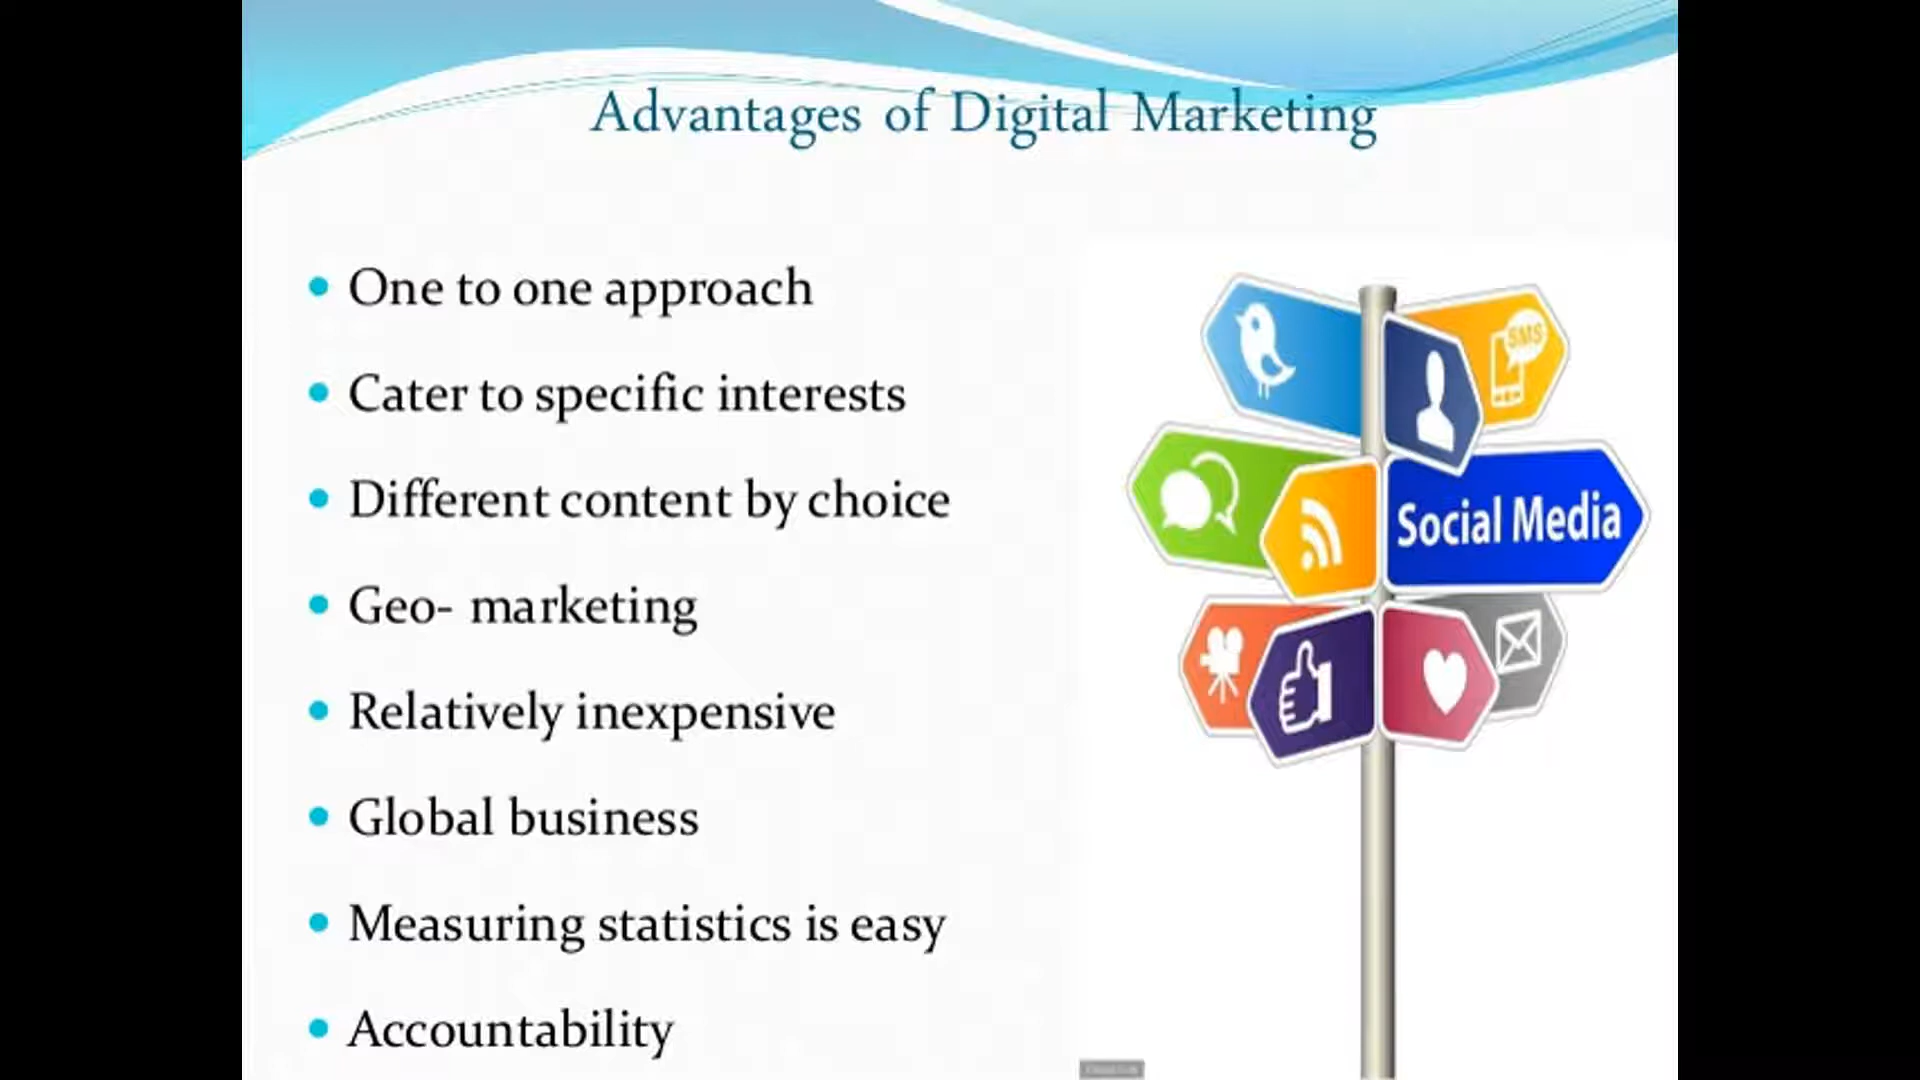 Advantages of Digital Marketing
One to one approach
Cater to specific interests
Different content by choice
Geo- marketing
Relatively inexpensive
Global business
Measuring statistics is easy
Accountability
SMS
Social Media